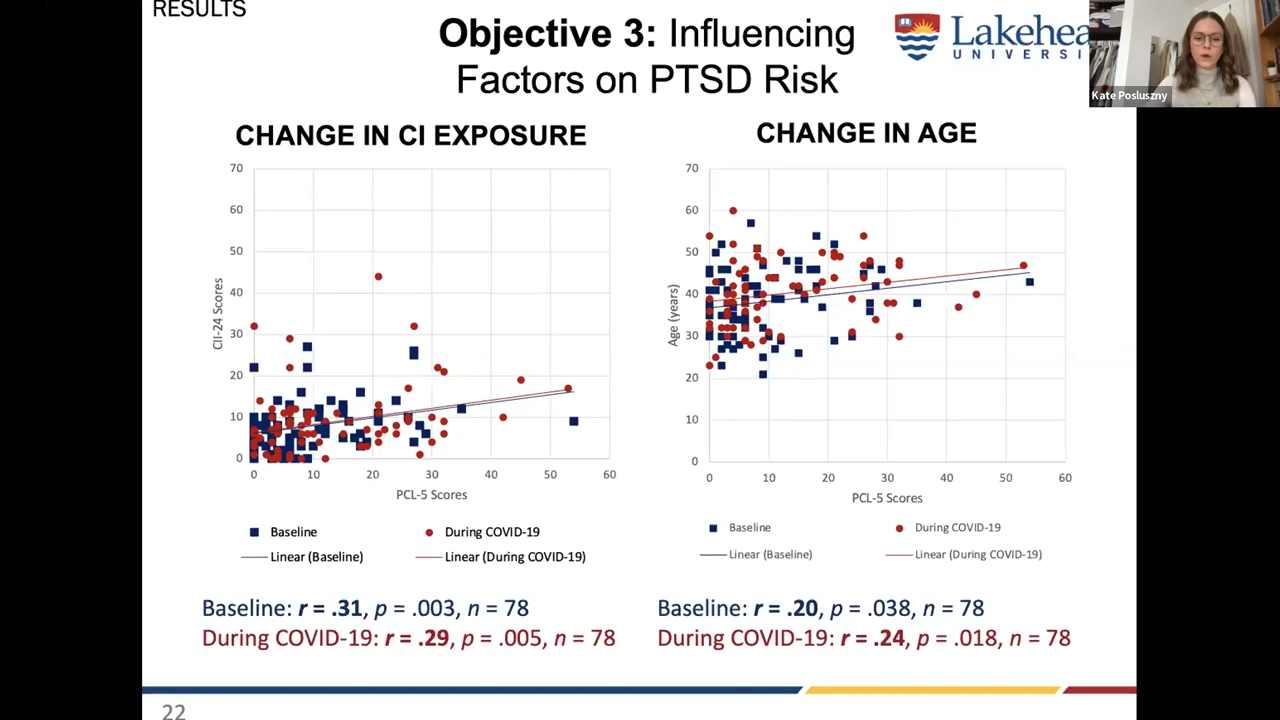 RESULTS
Objective 3: Influencing
Factors on PTSD Risk
Lakehea
UNIVERSI
Kate Posluszny
CHANGE IN CI EXPOSURE
70
60
50
40
30
20
10
0
CII-24 Scores
0 10 20 30 40 50 60
PCL-5 Scores
Baseline
During COVID-19
Linear (Baseline)
Linear (During COVID-19)
Baseline: r = .31, p = .003, n = 78
During COVID-19: r = .29, p = .005, n = 78
CHANGE IN AGE
70
60
50
40
30
20
10
0
Age (years)
0 10 20 30 40 50 60
PCL-5 Scores
Baseline
During COVID-19
Linear (Baseline)
Linear (During COVID-19)
Baseline: r = .20, p = .038, n = 78
During COVID-19: r = .24, p = .018, n = 78
22